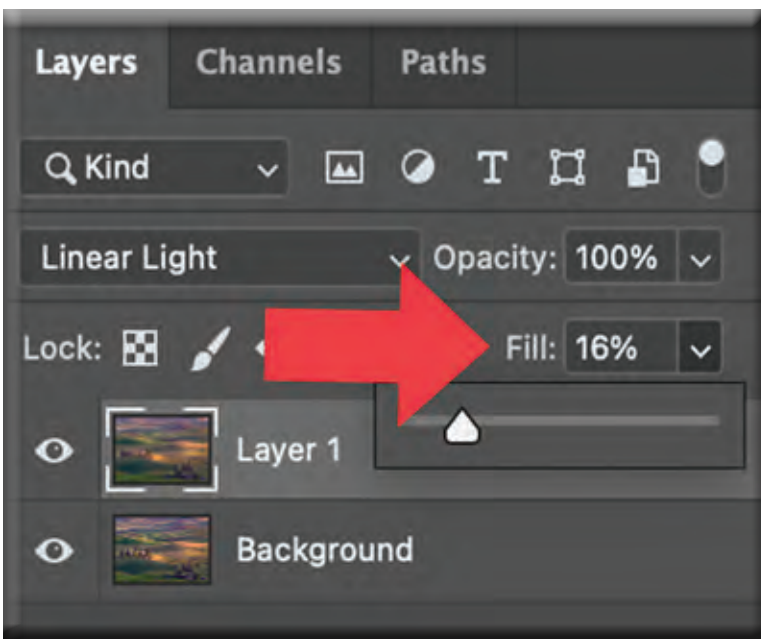 Layers Channels Paths
Kind
Linear Light Opacity: 100%
Lock: Fill: 16%
Layer 1
Background